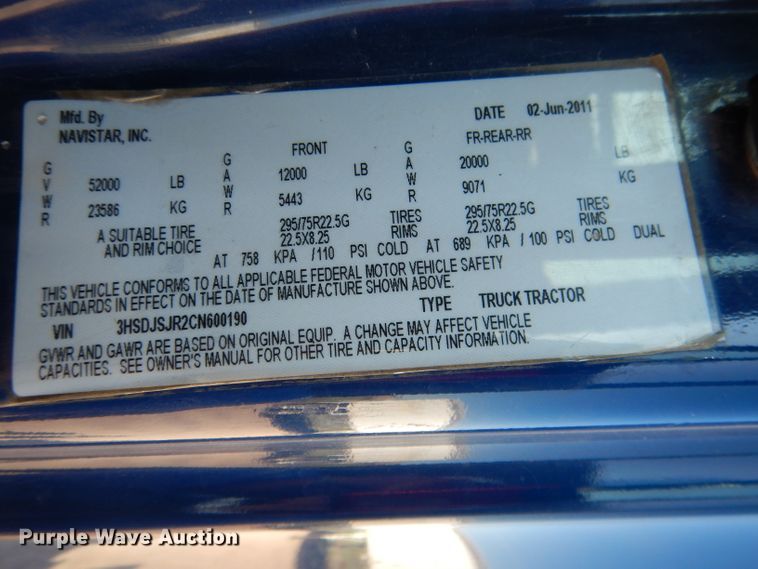 Mfd. By DATE 02-Jun-2011
NAVISTAR, INC. FRONT FR-REAR-RR
GVWR 52000 LB GAWR 12000 LB GAWR 20000 LB
23586 KG 5443 KG 9071 KG
A SUITABLE TIRE 295/75R22.5G TIRES 295/75R22.5G TIRES
AND RIM CHOICE 22.5X8.25 RIMS 22.5X8.25 RIMS
AT 758 KPA /110 PSI COLD AT 689 KPA /100 PSI COLD DUAL
THIS VEHICLE CONFORMS TO ALL APPLICABLE FEDERAL MOTOR VEHICLE SAFETY
STANDARDS IN EFFECT ON THE DATE OF MANUFACTURE SHOWN ABOVE.
VIN 3HSDJSJR2CN600190 TYPE TRUCK TRACTOR
GVWR AND GAWR ARE BASED ON ORIGINAL EQUIP. A CHANGE MAY AFFECT VEHICLE
CAPACITIES. SEE OWNER'S MANUAL FOR OTHER TIRE AND CAPACITY INFORMATION.
Purple Wave Auction